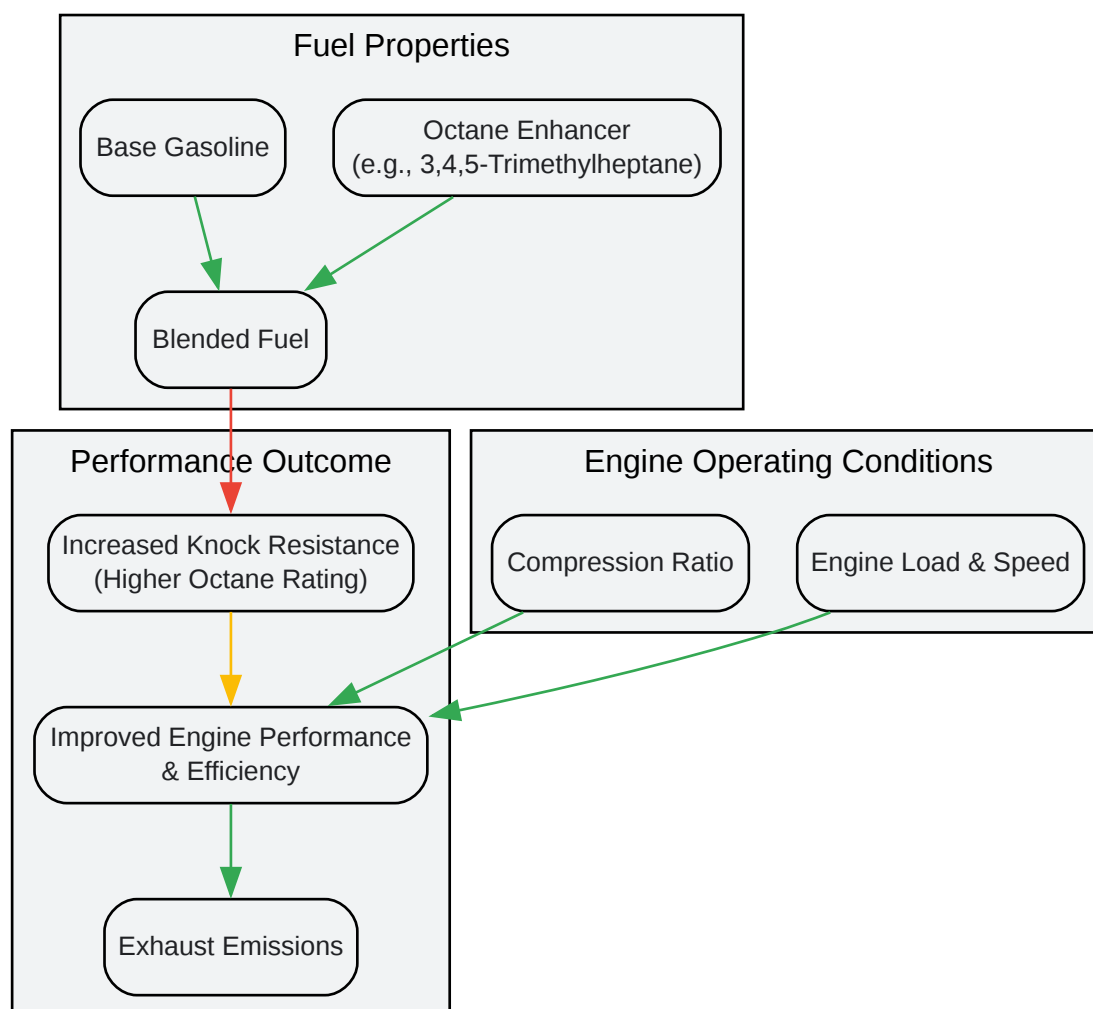 Fuel Properties
Base Gasoline
Octane Enhancer
(e.g., 3,4,5-Trimethylheptane)
Blended Fuel
Performance Outcome
Engine Operating Conditions
Increased Knock Resistance
(Higher Octane Rating)
Compression Ratio
Engine Load & Speed
Improved Engine Performance
& Efficiency
Exhaust Emissions